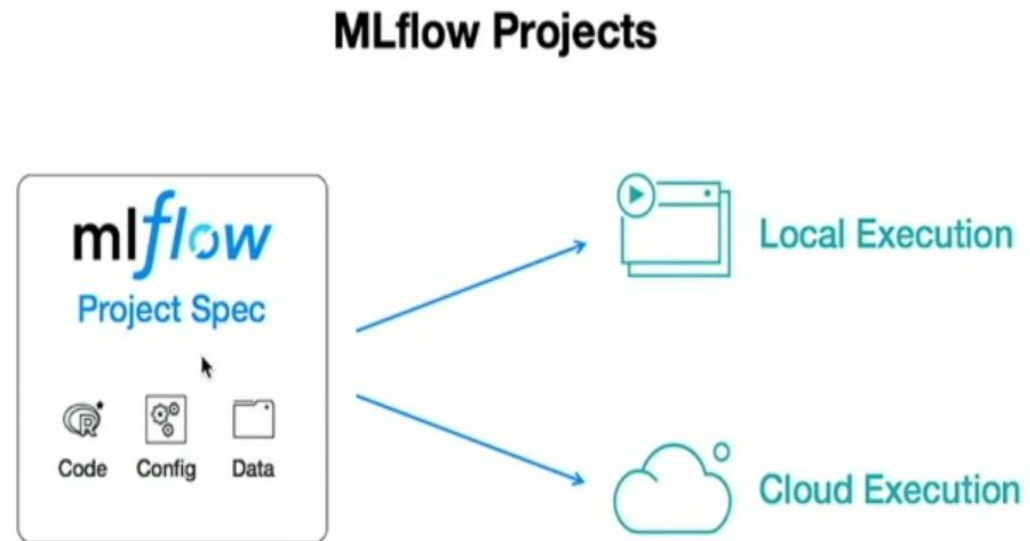 MLflow Projects
mlflow
Project Spec
R
Code Config Data
Local Execution
Cloud Execution